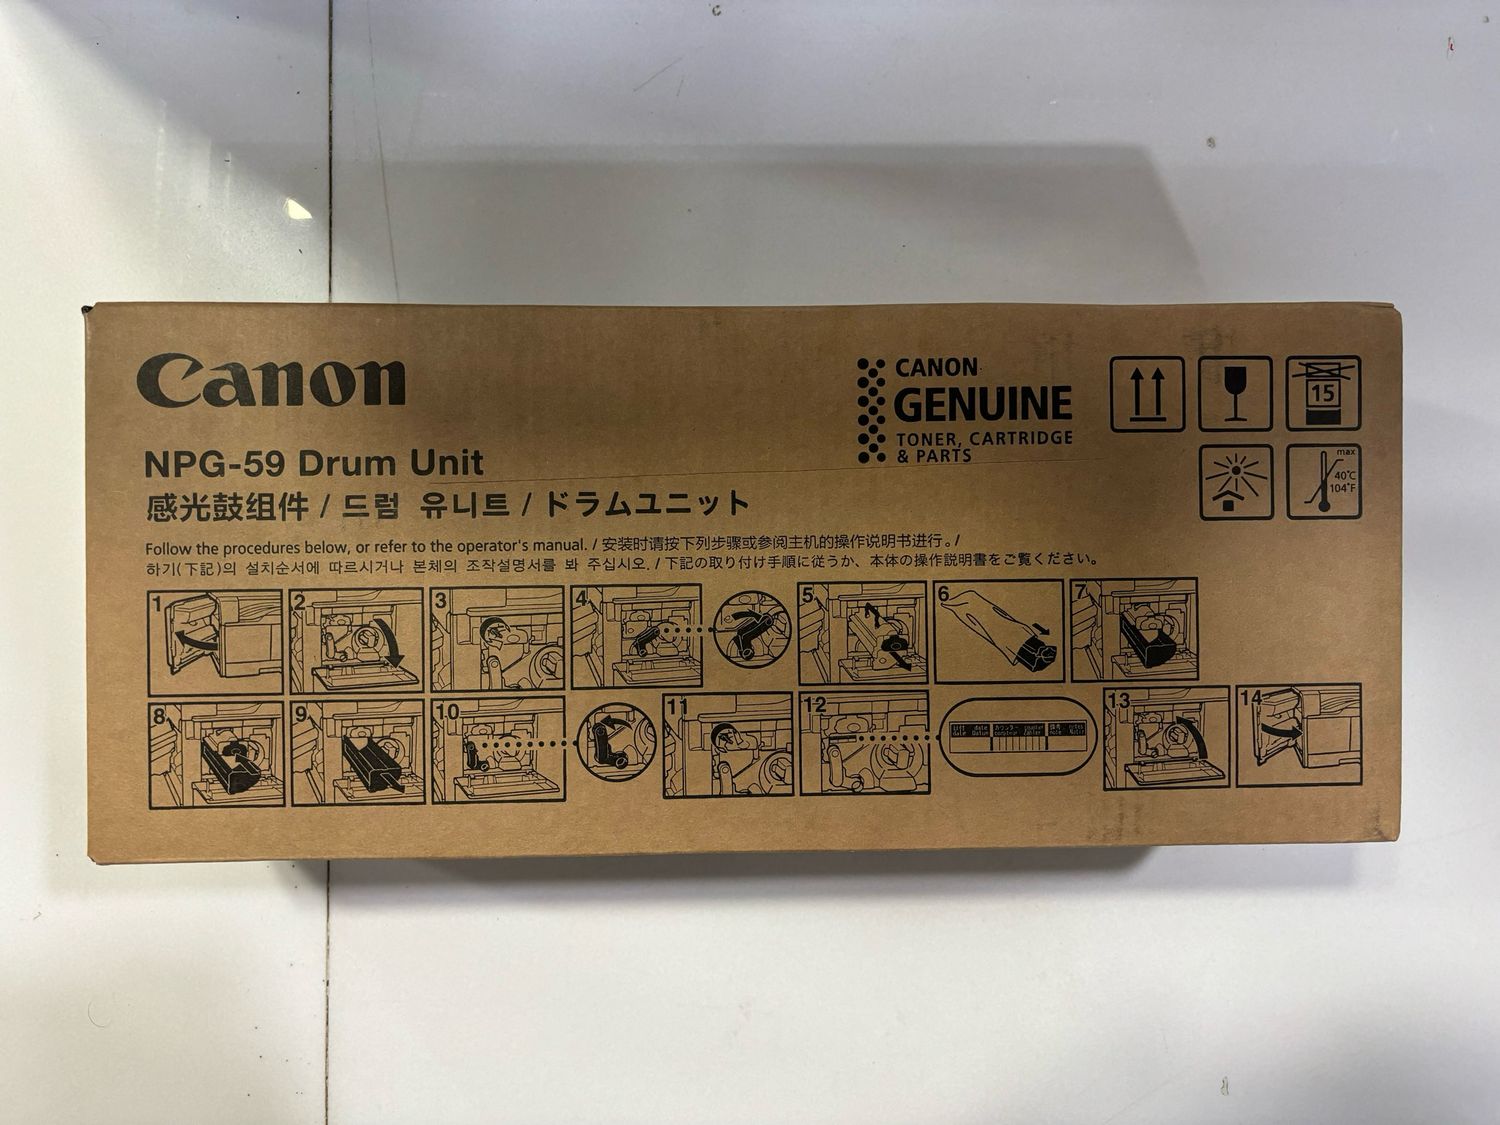 Canon
CANON
GENUINE
TONER, CARTRIDGE
& PARTS
15
max
40°C
104°F
NPG-59 Drum Unit
感光鼓组件 / 드럼 유니트 / ドラムユニット
Follow the procedures below, or refer to the operator's manual. / 安装时请按下列步骤或参阅主机的操作说明书进行。/
하기(下記)의 설치순서에 따르시거나 본체의 조작설명서를 봐 주십시오. / 下記の取り付け手順に従うか、本体の操作説明書をご覧ください。
1
2
3
4
5
6
7
8
9
10
11
12
13
14